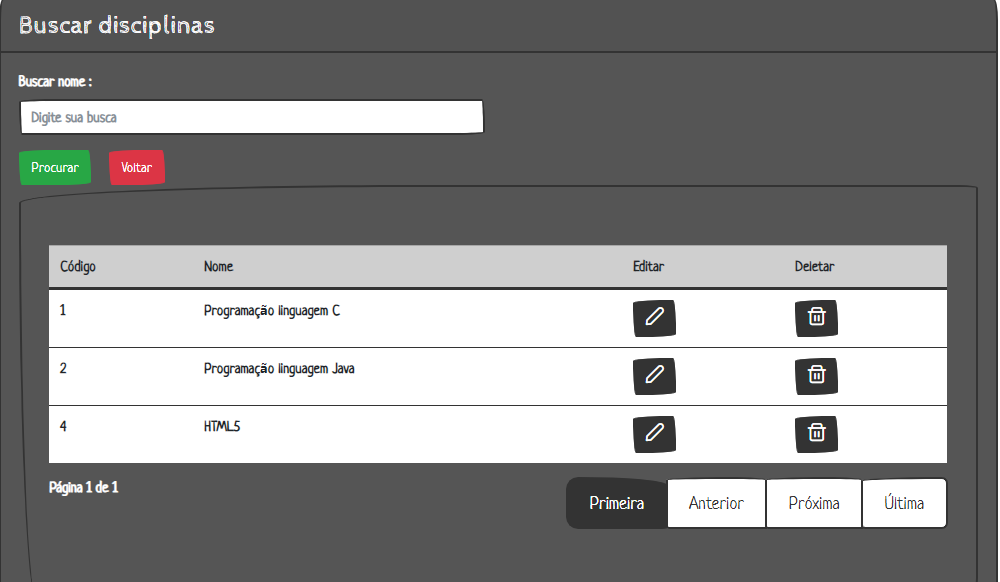 Buscar disciplinas
Buscar nome :
Digite sua busca
Procurar Voltar
Código Nome Editar Deletar
1 Programação linguagem C
2 Programação linguagem Java
4 HTML5
Página 1 de 1
Primeira Anterior Próxima Última